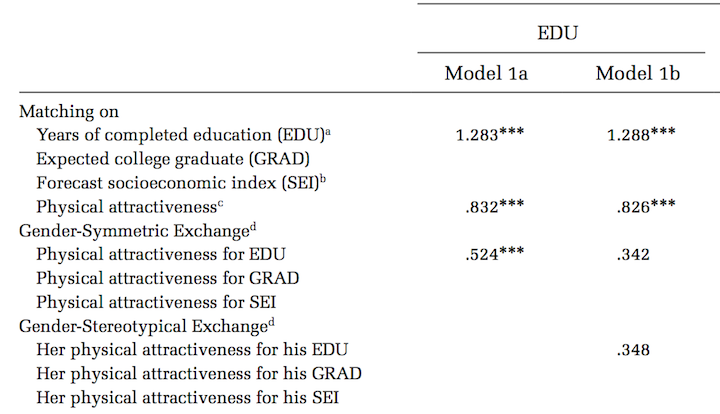 EDU
Model 1a Model 1b
Matching on
Years of completed education (EDU)ᵃ 1.283*** 1.288***
Expected college graduate (GRAD)
Forecast socioeconomic index (SEI)ᵇ
Physical attractivenessᶜ .832*** .826***
Gender-Symmetric Exchangeᵈ
Physical attractiveness for EDU .524*** .342
Physical attractiveness for GRAD
Physical attractiveness for SEI
Gender-Stereotypical Exchangeᵈ
Her physical attractiveness for his EDU .348
Her physical attractiveness for his GRAD
Her physical attractiveness for his SEI